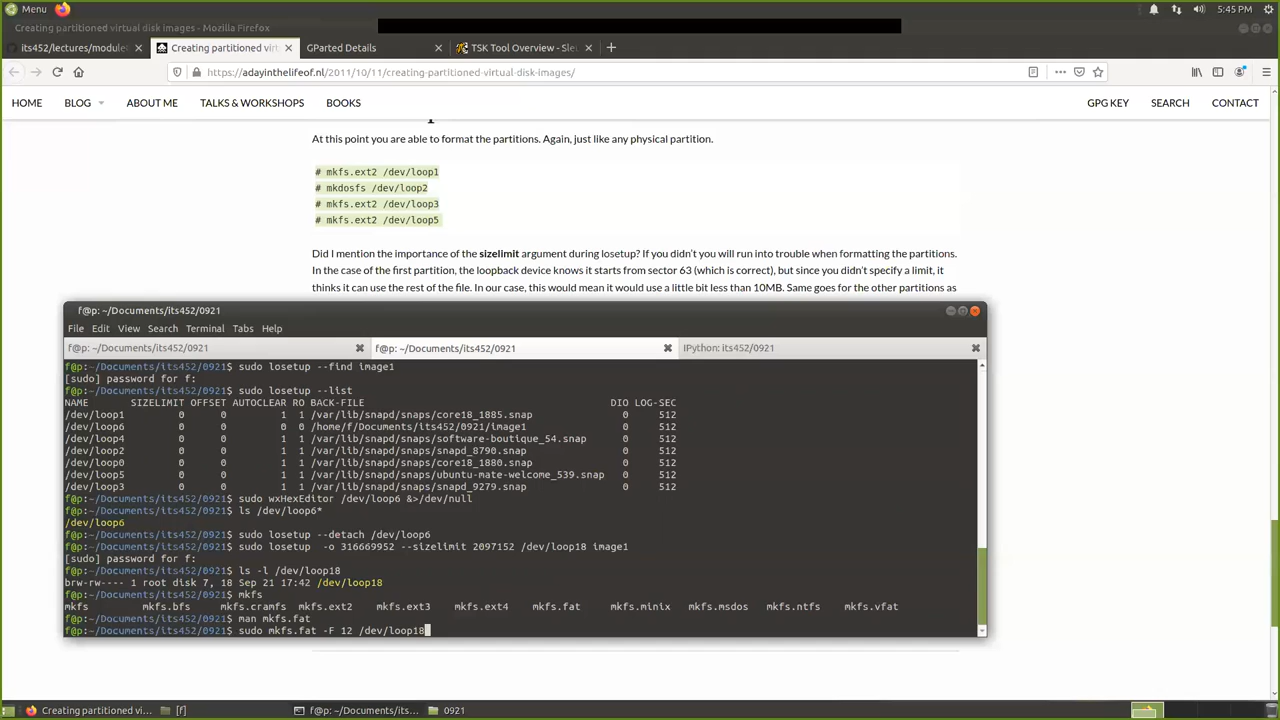 Menu
5:45 PM
Creating partitioned virtual disk images - Mozilla Firefox
its452/lectures/module
Creating partitioned virt
GParted Details
TSK Tool Overview - Sle
https://adayinthelifeof.nl/2011/10/11/creating-partitioned-virtual-disk-images/
HOME BLOG ABOUT ME TALKS & WORKSHOPS BOOKS GPG KEY SEARCH CONTACT
At this point you are able to format the partitions. Again, just like any physical partition.
# mkfs.ext2 /dev/loop1
# mkdosfs /dev/loop2
# mkfs.ext2 /dev/loop3
# mkfs.ext2 /dev/loop5
Did I mention the importance of the sizelimit argument during losetup? If you didn't you will run into trouble when formatting the partitions.
In the case of the first partition, the loopback device knows it starts from sector 63 (which is correct), but since you didn't specify a limit, it
thinks it can use the rest of the file. In our case, this would mean it would use a little bit less than 10MB. Same goes for the other partitions as
f@p: ~/Documents/its452/0921
File Edit View Search Terminal Tabs Help
f@p: ~/Documents/its452/0921 f@p: ~/Documents/its452/0921 IPython: its452/0921
f@p:~/Documents/its452/0921$ sudo losetup --find image1
[sudo] password for f:
f@p:~/Documents/its452/0921$ sudo losetup --list
NAME SIZELIMIT OFFSET AUTOCLEAR RO BACK-FILE DIO LOG-SEC
/dev/loop1 0 0 1 1 /var/lib/snapd/snaps/core18_1885.snap 0 512
/dev/loop6 0 0 0 0 /home/f/Documents/its452/0921/image1 0 512
/dev/loop4 0 0 1 1 /var/lib/snapd/snaps/software-boutique_54.snap 0 512
/dev/loop2 0 0 1 1 /var/lib/snapd/snaps/snapd_8790.snap 0 512
/dev/loop0 0 0 1 1 /var/lib/snapd/snaps/core18_1880.snap 0 512
/dev/loop5 0 0 1 1 /var/lib/snapd/snaps/ubuntu-mate-welcome_539.snap 0 512
/dev/loop3 0 0 1 1 /var/lib/snapd/snaps/snapd_9279.snap 0 512
f@p:~/Documents/its452/0921$ sudo wxHexEditor /dev/loop6 &>/dev/null
f@p:~/Documents/its452/0921$ ls /dev/loop6*
/dev/loop6
f@p:~/Documents/its452/0921$ sudo losetup --detach /dev/loop6
f@p:~/Documents/its452/0921$ sudo losetup -o 316669952 --sizelimit 2097152 /dev/loop18 image1
[sudo] password for f:
f@p:~/Documents/its452/0921$ ls -l /dev/loop18
brw-rw---- 1 root disk 7, 18 Sep 21 17:42 /dev/loop18
f@p:~/Documents/its452/0921$ mkfs
mkfs mkfs.bfs mkfs.cramfs mkfs.ext2 mkfs.ext3 mkfs.ext4 mkfs.fat mkfs.minix mkfs.msdos mkfs.ntfs mkfs.vfat
f@p:~/Documents/its452/0921$ man mkfs.fat
f@p:~/Documents/its452/0921$ sudo mkfs.fat -F 12 /dev/loop18
Creating partitioned vi...
[f]
f@p: ~/Documents/its...
0921